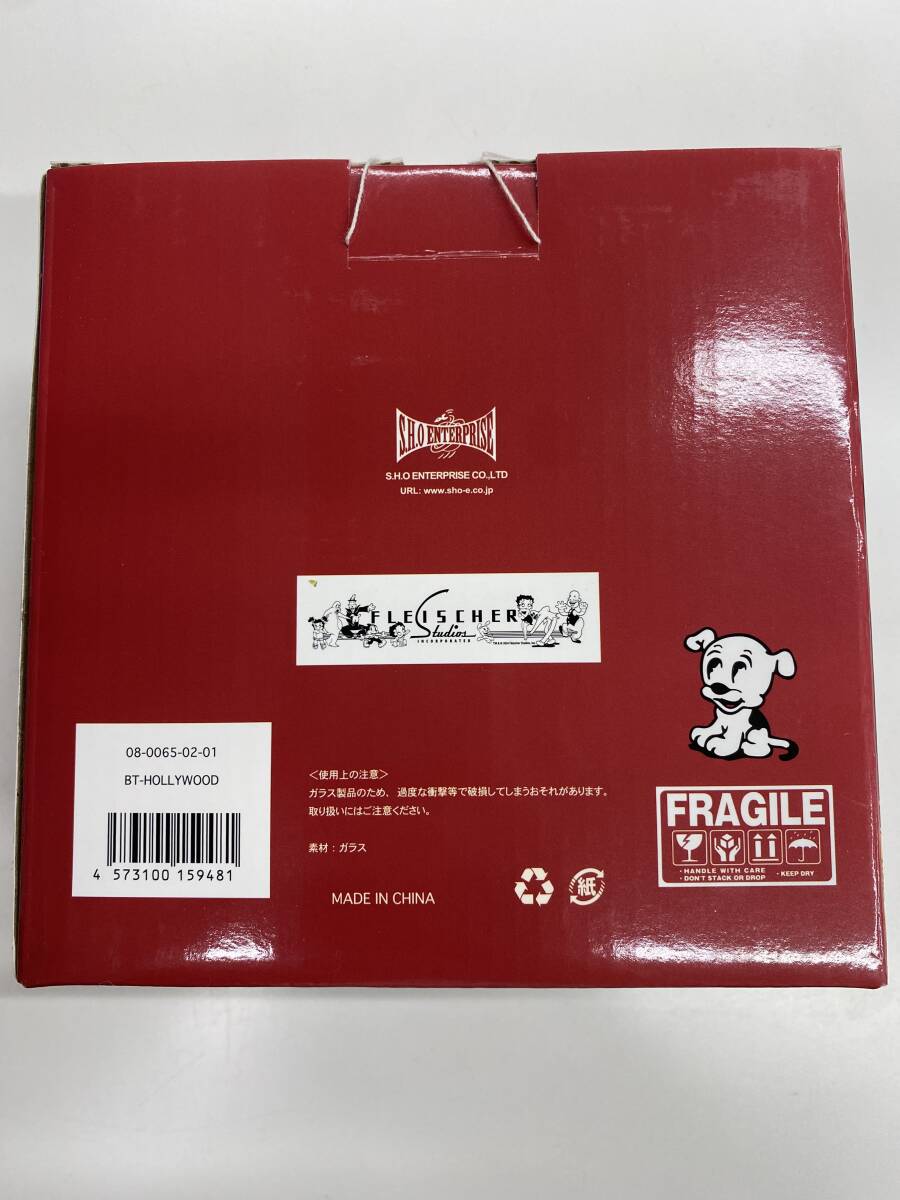 S.H.O ENTERPRISE
S.H.O ENTERPRISE CO.,LTD
URL: www.sho-e.co.jp
FLEISCHER
Studios
INCORPORATED
08-0065-02-01
BT-HOLLYWOOD
4 573100 159481
＜使用上の注意＞
ガラス製品のため、過度な衝撃等で破損してしまうおそれがあります。
取り扱いにはご注意ください。
素材：ガラス
MADE IN CHINA
紙
FRAGILE
・HANDLE WITH CARE
・DON'T STACK OR DROP ・KEEP DRY